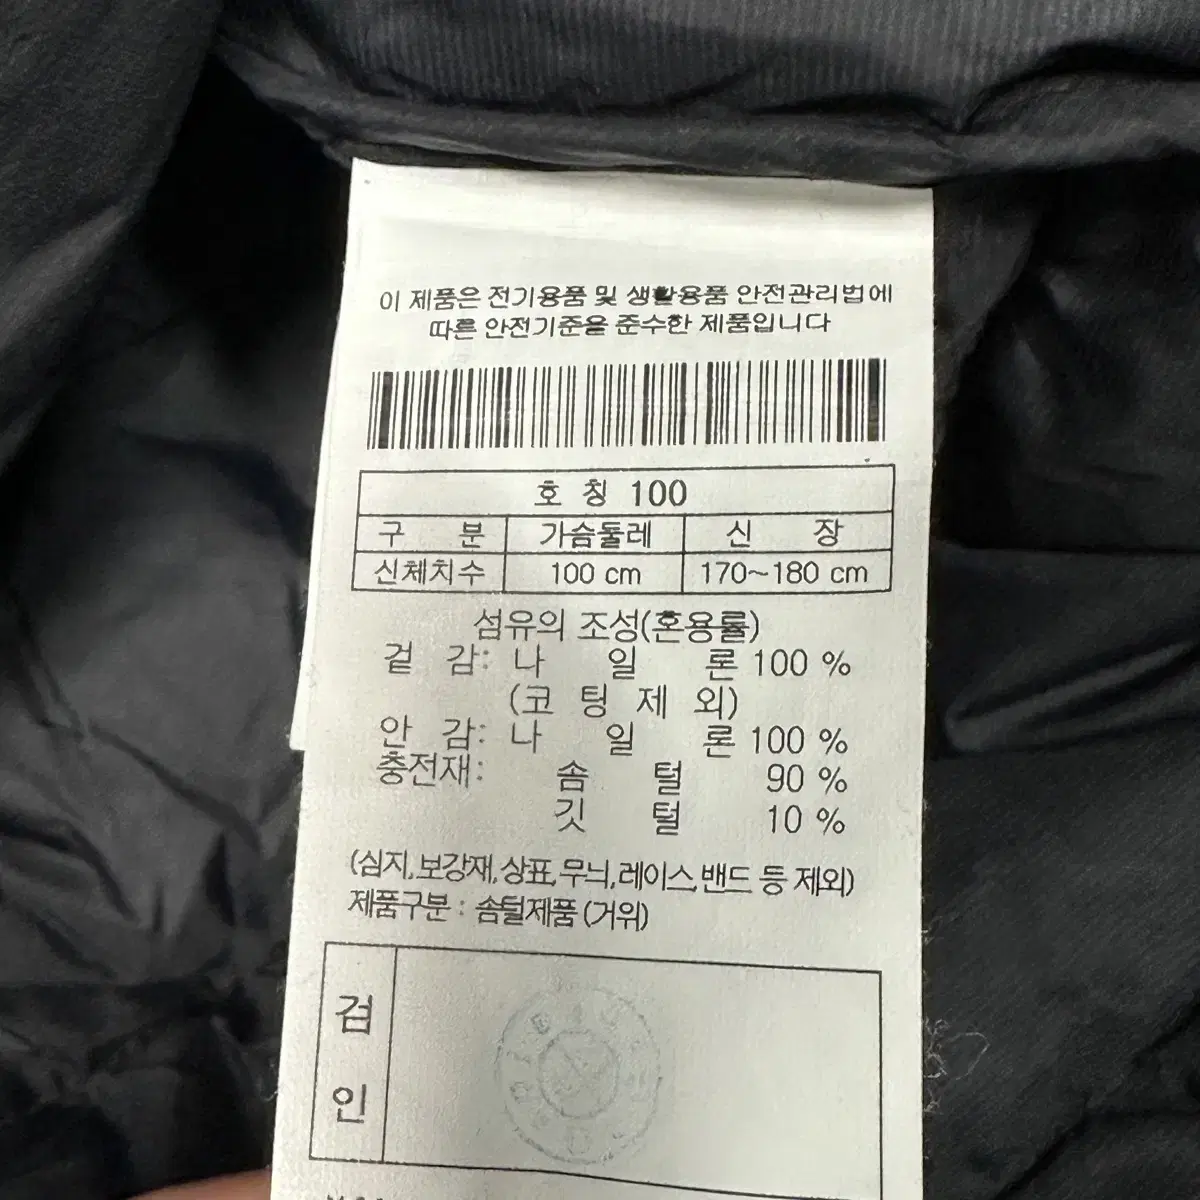 이 제품은 전기용품 및 생활용품 안전관리법에
따른 안전기준을 준수한 제품입니다
호 칭 100
구 분 가슴둘레 신 장
신체치수 100 cm 170~180 cm
섬유의 조성(혼용률)
겉 감: 나 일 론 100 %
(코 팅 제 외)
안 감: 나 일 론 100 %
충전재: 솜 털 90 %
깃 털 10 %
(심지,보강재,상표,무늬,레이스,밴드 등 제외)
제품구분 : 솜털제품 (거위)
검
인